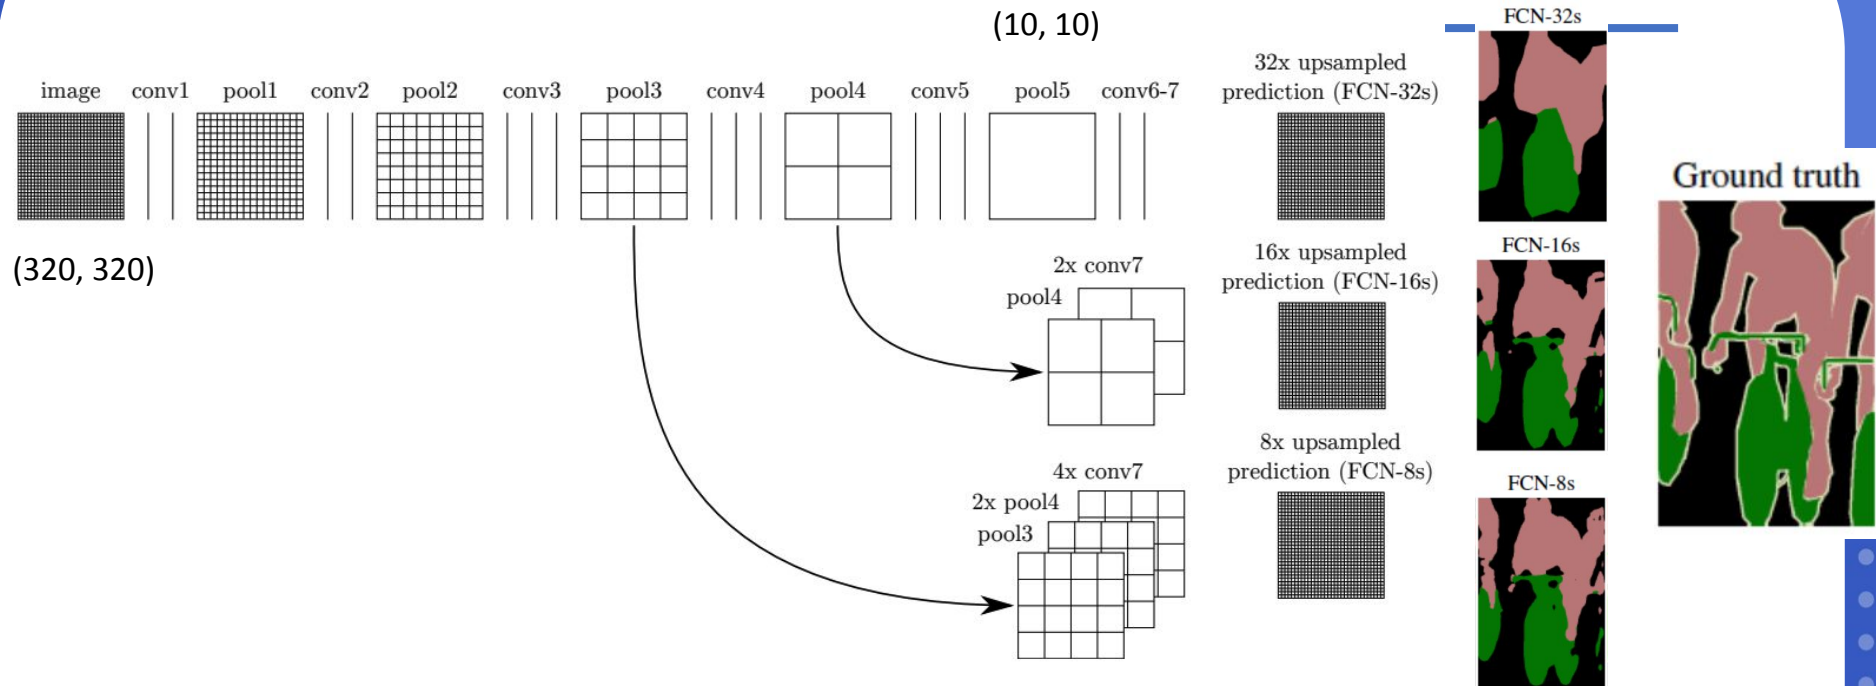 (10, 10)
image conv1 pool1 conv2 pool2 conv3 pool3 conv4 pool4 conv5 pool5 conv6-7
(320, 320)
32x upsampled
prediction (FCN-32s)
FCN-32s
2x conv7
pool4
16x upsampled
prediction (FCN-16s)
FCN-16s
4x conv7
2x pool4
pool3
8x upsampled
prediction (FCN-8s)
FCN-8s
Ground truth